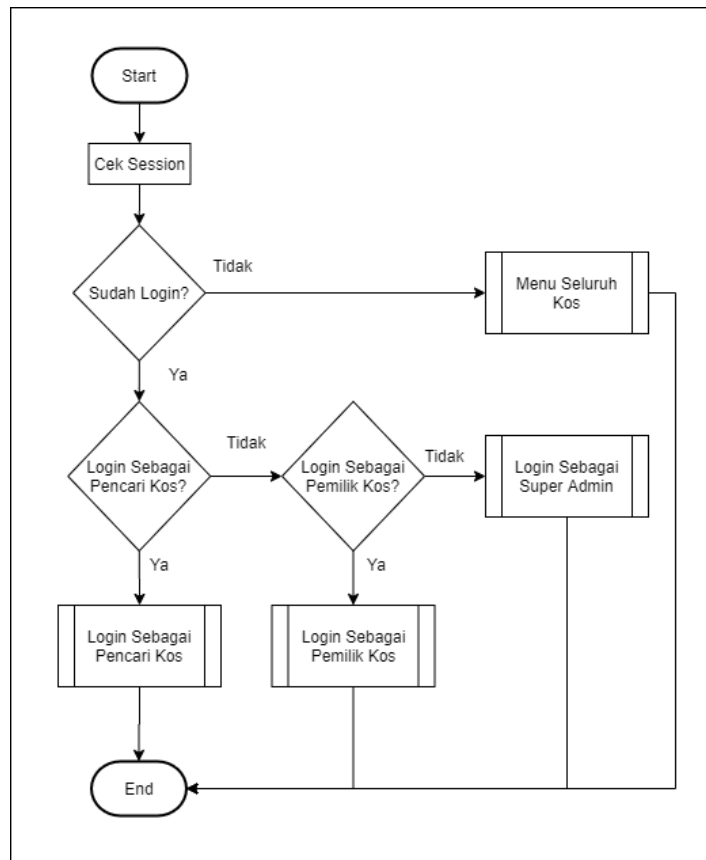 Start
Cek Session
Sudah Login?
Tidak
Menu Seluruh
Kos
Ya
Login Sebagai
Pencari Kos?
Tidak
Login Sebagai
Pemilik Kos?
Tidak
Login Sebagai
Super Admin
Ya
Ya
Login Sebagai
Pencari Kos
Login Sebagai
Pemilik Kos
End